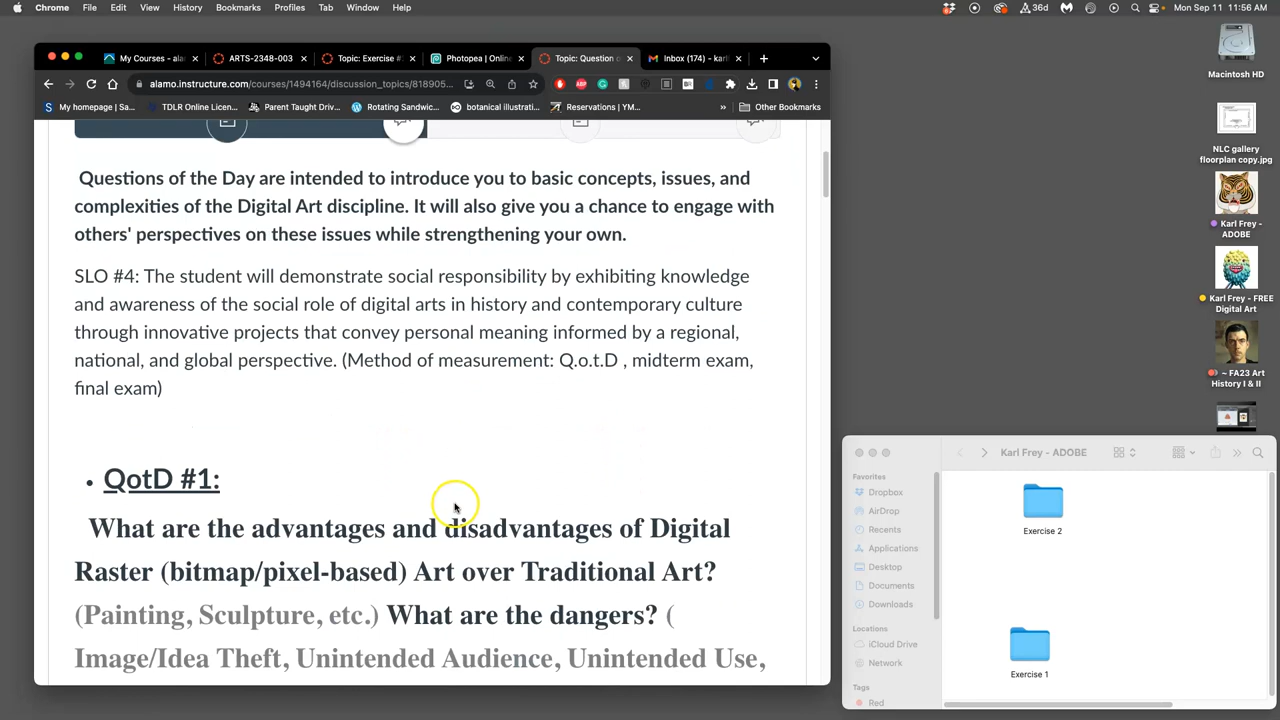 Chrome File Edit View History Bookmarks Profiles Tab Window Help 36d Mon Sep 11 11:56 AM
My Courses - ala ARTS-2348-003 Topic: Exercise # Photopea | Online Topic: Question o Inbox (174) - karl
alamo.instructure.com/courses/1494164/discussion_topics/818905...
My homepage | Sa... TDLR Online Licen... Parent Taught Driv... Rotating Sandwic... botanical illustrati... Reservations | YM... » Other Bookmarks
Questions of the Day are intended to introduce you to basic concepts, issues, and
complexities of the Digital Art discipline. It will also give you a chance to engage with
others' perspectives on these issues while strengthening your own.
SLO #4: The student will demonstrate social responsibility by exhibiting knowledge
and awareness of the social role of digital arts in history and contemporary culture
through innovative projects that convey personal meaning informed by a regional,
national, and global perspective. (Method of measurement: Q.o.t.D , midterm exam,
final exam)
• QotD #1:
What are the advantages and disadvantages of Digital
Raster (bitmap/pixel-based) Art over Traditional Art?
(Painting, Sculpture, etc.) What are the dangers? (
Image/Idea Theft, Unintended Audience, Unintended Use,
Macintosh HD
NLC gallery
floorplan copy.jpg
Karl Frey -
ADOBE
Karl Frey - FREE
Digital Art
~ FA23 Art
History I & II
Karl Frey - ADOBE
Favorites
Dropbox
AirDrop
Recents
Applications
Desktop
Documents
Downloads
Locations
iCloud Drive
Network
Tags
Red
Exercise 2
Exercise 1